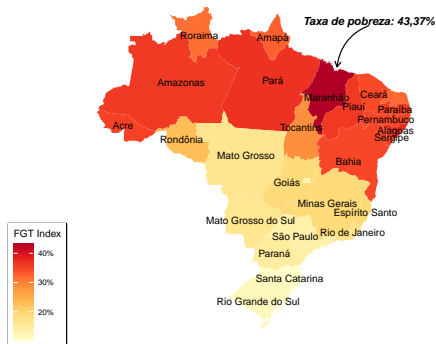 Taxa de pobreza: 43,37%
Roraima
Amapá
Amazonas
Pará
Maranhão
Ceará
Piauí
Paraíba
Pernambuco
Alagoas
Sergipe
Acre
Rondônia
Tocantins
Mato Grosso
Bahia
Goiás
Minas Gerais
Espírito Santo
Mato Grosso do Sul
São Paulo
Rio de Janeiro
Paraná
Santa Catarina
Rio Grande do Sul
FGT Index
40%
30%
20%
10%